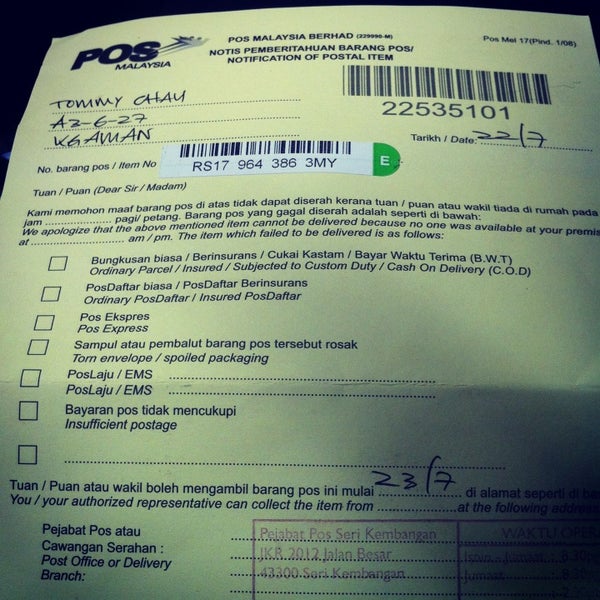 POS MALAYSIA
POS MALAYSIA BERHAD (229990-M)
NOTIS PEMBERITAHUAN BARANG POS/
NOTIFICATION OF POSTAL ITEM
Pos Mel 17(Pind. 1/08)
22535101
TOMMY CHAU
A2-6-27
KGAMAN
Tarikh / Date: 22/7
No. barang pos / Item No RS17 964 386 3MY E
Tuan / Puan (Dear Sir / Madam)
Kami memohon maaf barang pos di atas tidak dapat diserah kerana tuan / puan atau wakil tiada di rumah pada
jam .................... pagi/ petang. Barang pos yang gagal diserah adalah seperti di bawah:
We apologize that the above mentioned item cannot be delivered because no one was available at your premis
at ............................ am / pm. The item which failed to be delivered is as follows:
Bungkusan biasa / Berinsurans / Cukai Kastam / Bayar Waktu Terima (B.W.T)
Ordinary Parcel / Insured / Subjected to Custom Duty / Cash On Delivery (C.O.D)
PosDaftar biasa / PosDaftar Berinsurans
Ordinary PosDaftar / Insured PosDaftar
Pos Ekspres
Pos Express
Sampul atau pembalut barang pos tersebut rosak
Torn envelope / spoiled packaging
PosLaju / EMS
PosLaju / EMS
Bayaran pos tidak mencukupi
Insufficient postage
Tuan / Puan atau wakil boleh mengambil barang pos ini mulai 23/7 di alamat seperti di ba
You / your authorized representative can collect the item from .................... at the following address
Pejabat Pos atau
Cawangan Serahan :
Post Office or Delivery
Branch:
Pejabat Pos Seri Kembangan
JKR 2012 Jalan Besar
43300 Seri Kembangan
WAKTU OPER
Isnin - Jumaat : 8.30
Jumaat : 8.30